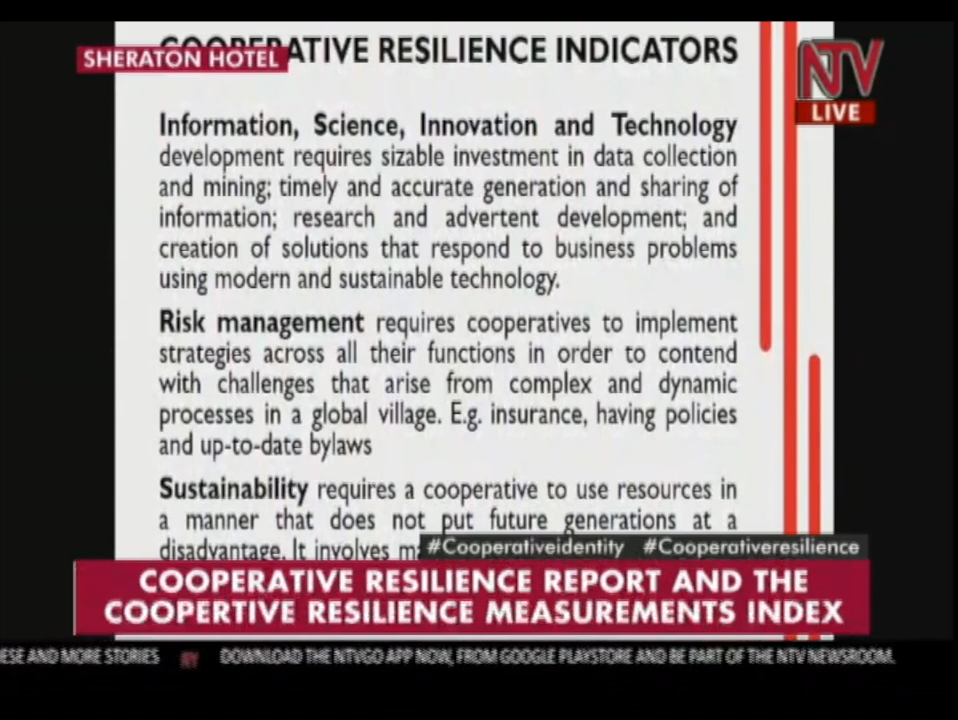 COOPERATIVE RESILIENCE INDICATORS
SHERATON HOTEL
NTV
LIVE
Information, Science, Innovation and Technology
development requires sizable investment in data collection
and mining; timely and accurate generation and sharing of
information; research and advertent development; and
creation of solutions that respond to business problems
using modern and sustainable technology.
Risk management requires cooperatives to implement
strategies across all their functions in order to contend
with challenges that arise from complex and dynamic
processes in a global village. E.g. insurance, having policies
and up-to-date bylaws
Sustainability requires a cooperative to use resources in
a manner that does not put future generations at a
disadvantage. It involves
#Cooperativeidentity #Cooperativeresilience
COOPERATIVE RESILIENCE REPORT AND THE
COOPERTIVE RESILIENCE MEASUREMENTS INDEX
ESE AND MORE STORIES DOWNLOAD THE NTVGO APP NOW, FROM GOOGLE PLAYSTORE AND BE PART OF THE NTV NEWSROOM.